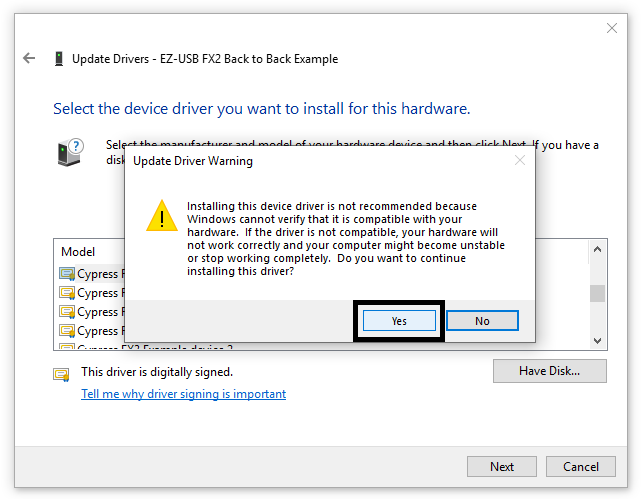 Update Drivers - EZ-USB FX2 Back to Back Example
Select the device driver you want to install for this hardware.
Select the manufacturer and model of your hardware device and then click Next. If you have a
disk
Update Driver Warning
Installing this device driver is not recommended because
Windows cannot verify that it is compatible with your
hardware. If the driver is not compatible, your hardware will
not work correctly and your computer might become unstable
or stop working completely. Do you want to continue
installing this driver?
Yes
No
Model
Cypress F
Cypress F
Cypress F
Cypress F
Cypress FX2 Example device 2
This driver is digitally signed.
Have Disk...
Tell me why driver signing is important
Next
Cancel